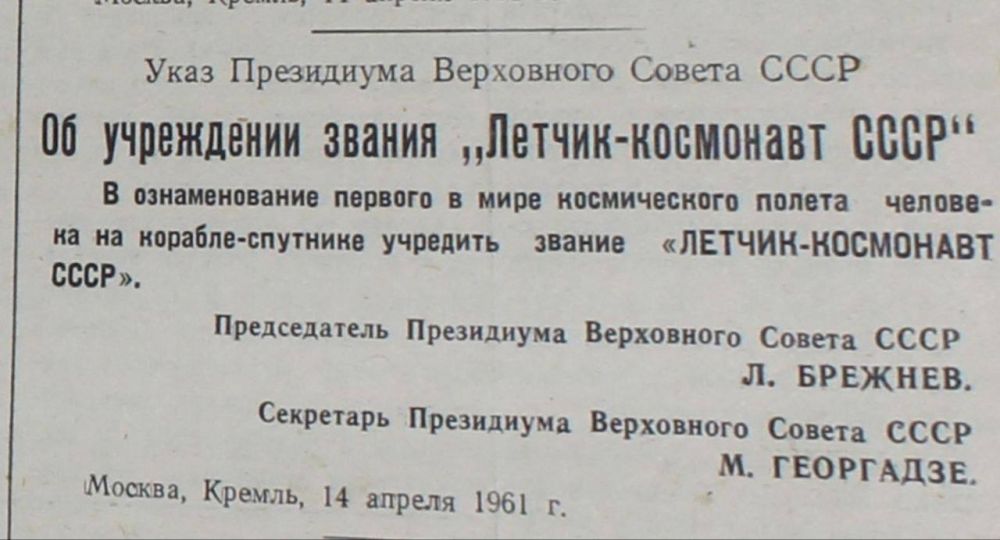 Указ Президиума Верховного Совета СССР
Об учреждении звания „Летчик-космонавт СССР“
В ознаменование первого в мире космического полета челове-
ка на корабле-спутнике учредить звание «ЛЕТЧИК-КОСМОНАВТ
СССР».
Председатель Президиума Верховного Совета СССР
Л. БРЕЖНЕВ.
Секретарь Президиума Верховного Совета СССР
М. ГЕОРГАДЗЕ.
Москва, Кремль, 14 апреля 1961 г.